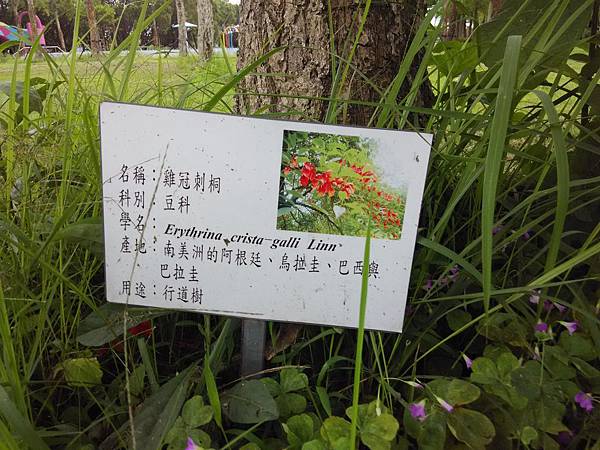 名稱：雞冠刺桐
科別：豆科
學名：Erythrina crista-galli Linn
產地：南美洲的阿根廷、烏拉圭、巴西與
巴拉圭
用途：行道樹